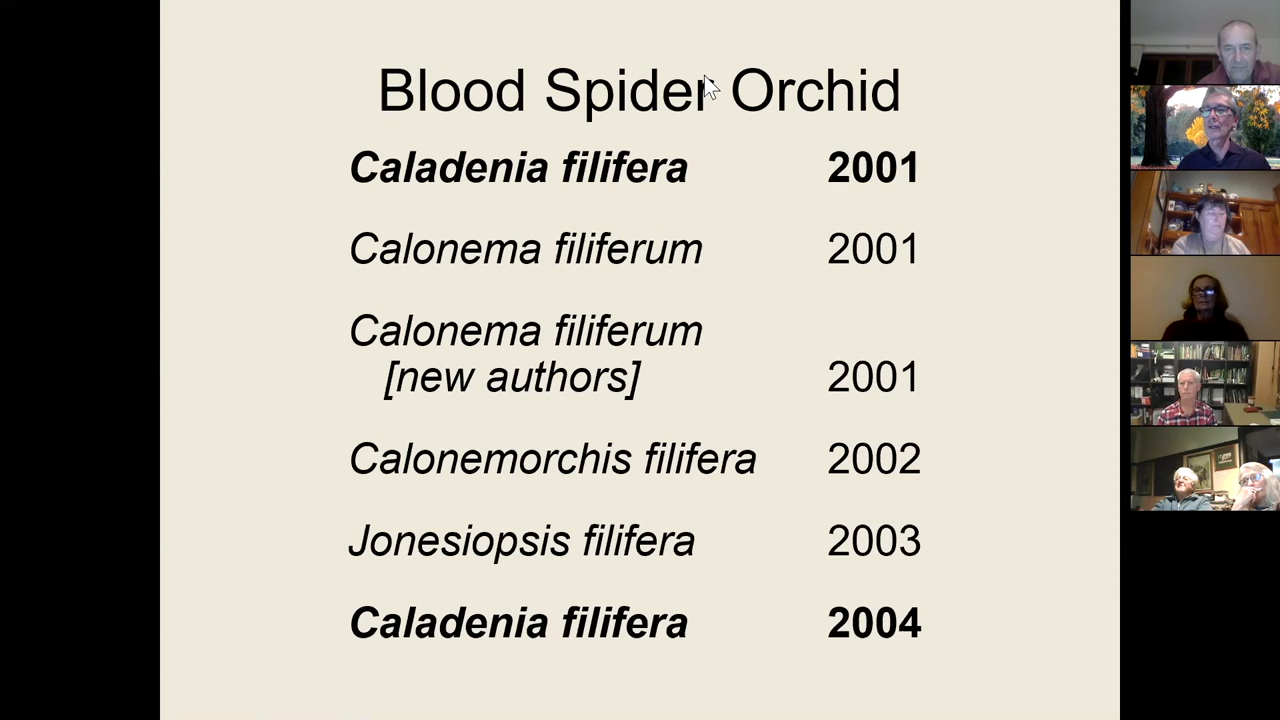 Blood Spider Orchid
Caladenia filifera 2001
Calonema filiferum 2001
Calonema filiferum
[new authors] 2001
Calonemorchis filifera 2002
Jonesiopsis filifera 2003
Caladenia filifera 2004